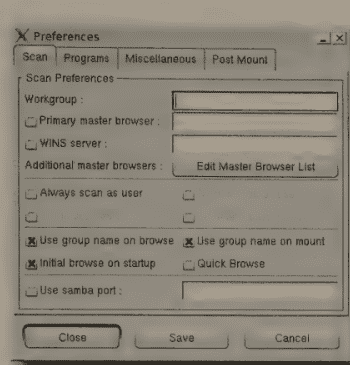 Preferences
Scan Programs Miscellaneous Post Mount
Scan Preferences
Workgroup :
Primary master browser :
WINS server :
Additional master browsers : Edit Master Browser List
Always scan as user
Use group name on browse Use group name on mount
Initial browse on startup Quick Browse
Use samba port :
Close Save Cancel